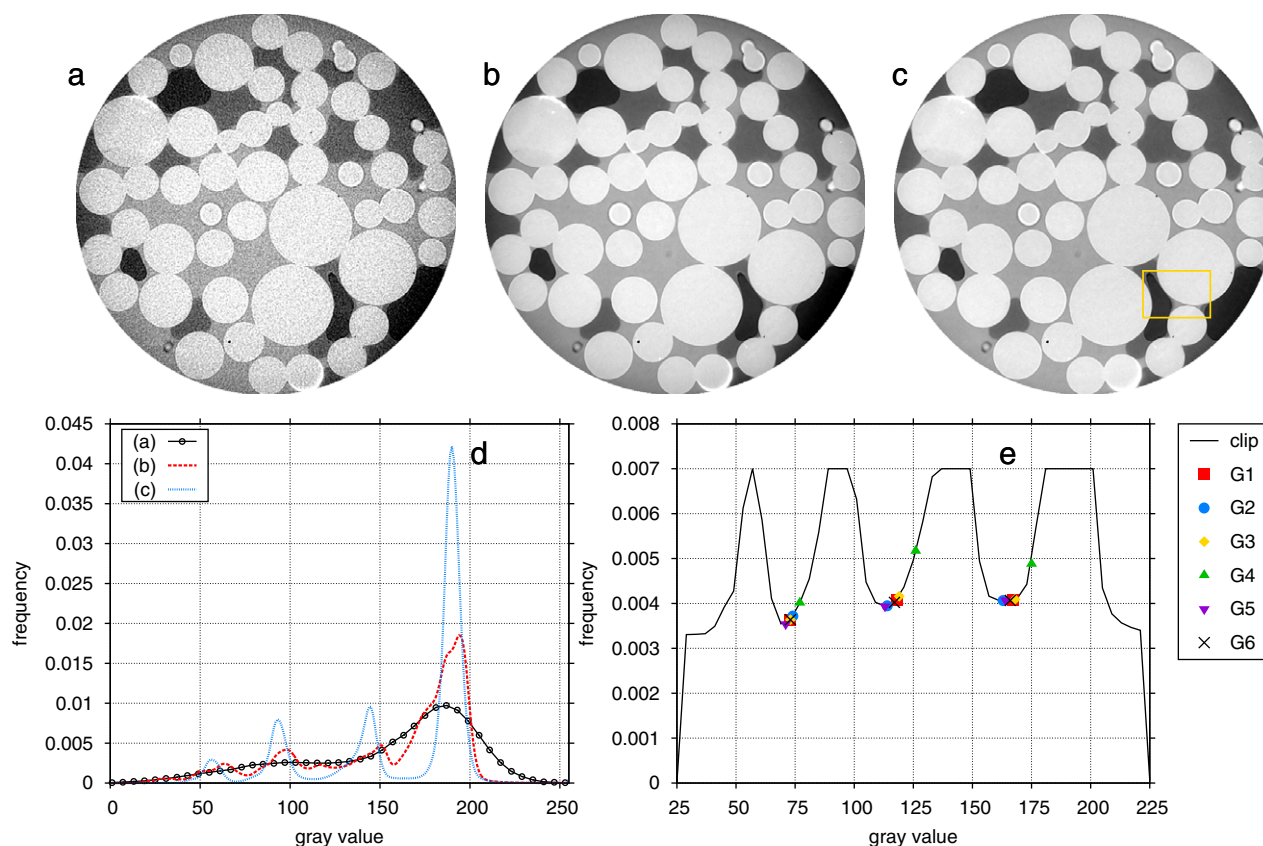 a
b
c
0.045
0.04
0.035
0.03
0.025
0.02
0.015
0.01
0.005
0
frequency
(a)
(b)
(c)
d
0 50 100 150 200 250
gray value
0.008
0.007
0.006
0.005
0.004
0.003
0.002
0.001
0
frequency
e
25 50 75 100 125 150 175 200 225
gray value
clip
G1
G2
G3
G4
G5
G6